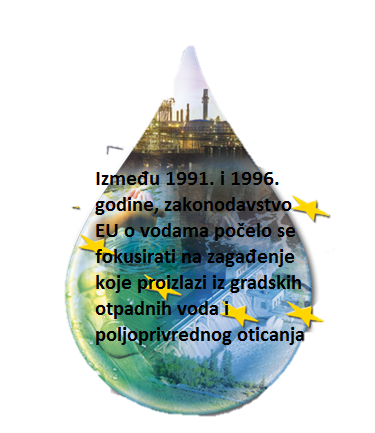 Između 1991. i 1996.
godine, zakonodavstvo
EU o vodama počelo se
fokusirati na zagađenje
koje proizlazi iz gradskih
otpadnih voda i
poljoprivrednog oticanja